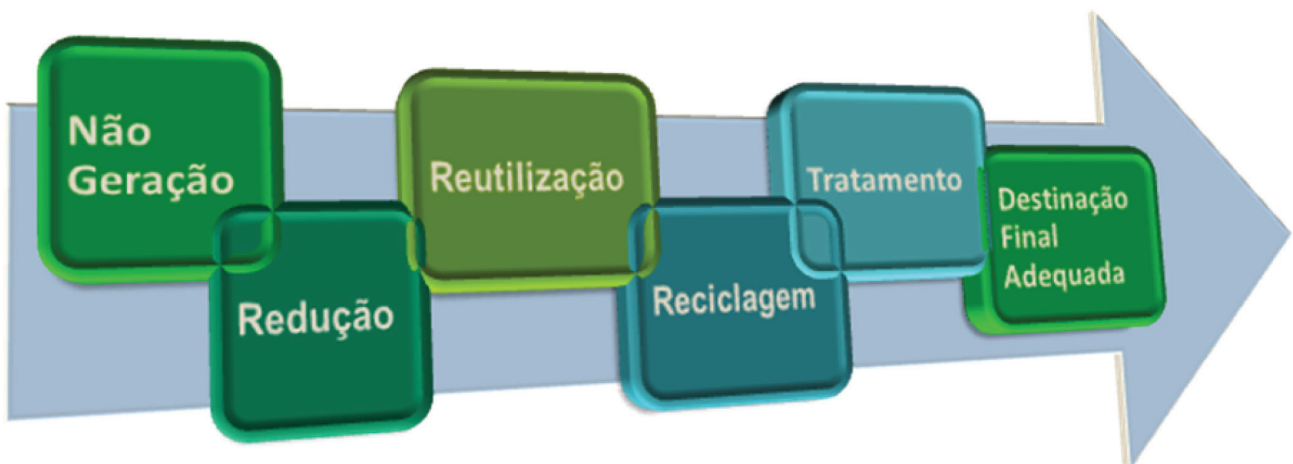 Não
Geração
Redução
Reutilização
Reciclagem
Tratamento
Destinação
Final
Adequada